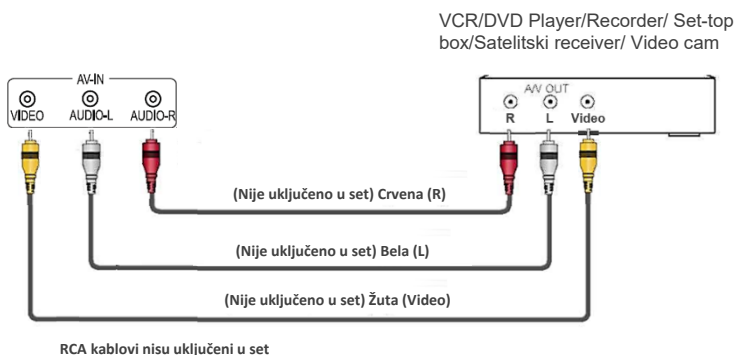 VCR/DVD Player/Recorder/ Set-top
box/Satelitski receiver/ Video cam
AV-IN
VIDEO AUDIO-L AUDIO-R
A/V OUT
R L Video
(Nije uključeno u set) Crvena (R)
(Nije uključeno u set) Bela (L)
(Nije uključeno u set) Žuta (Video)
RCA kablovi nisu uključeni u set